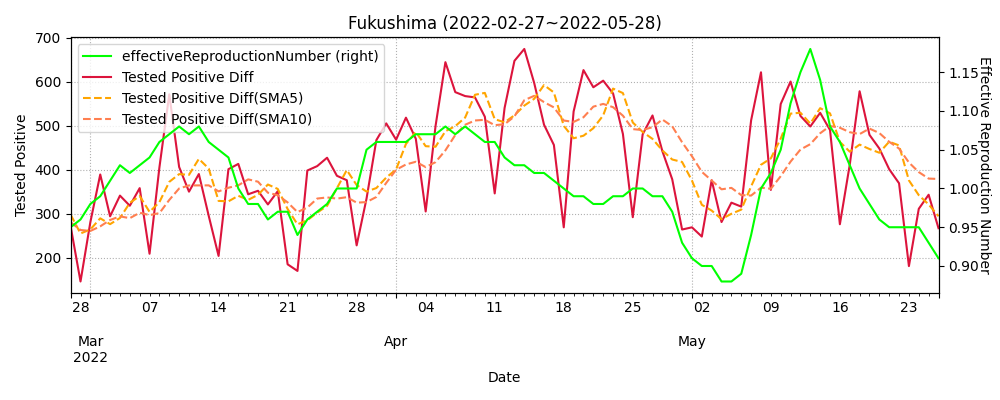 Fukushima (2022-02-27~2022-05-28)
effectiveReproductionNumber (right)
Tested Positive Diff
Tested Positive Diff(SMA5)
Tested Positive Diff(SMA10)
Tested Positive
700
600
500
400
300
200
1.15
1.10
1.05
1.00
0.95
0.90
Effective Reproduction Number
28 07 14 21 28 04 11 18 25 02 09 16 23
Mar Apr May
2022
Date